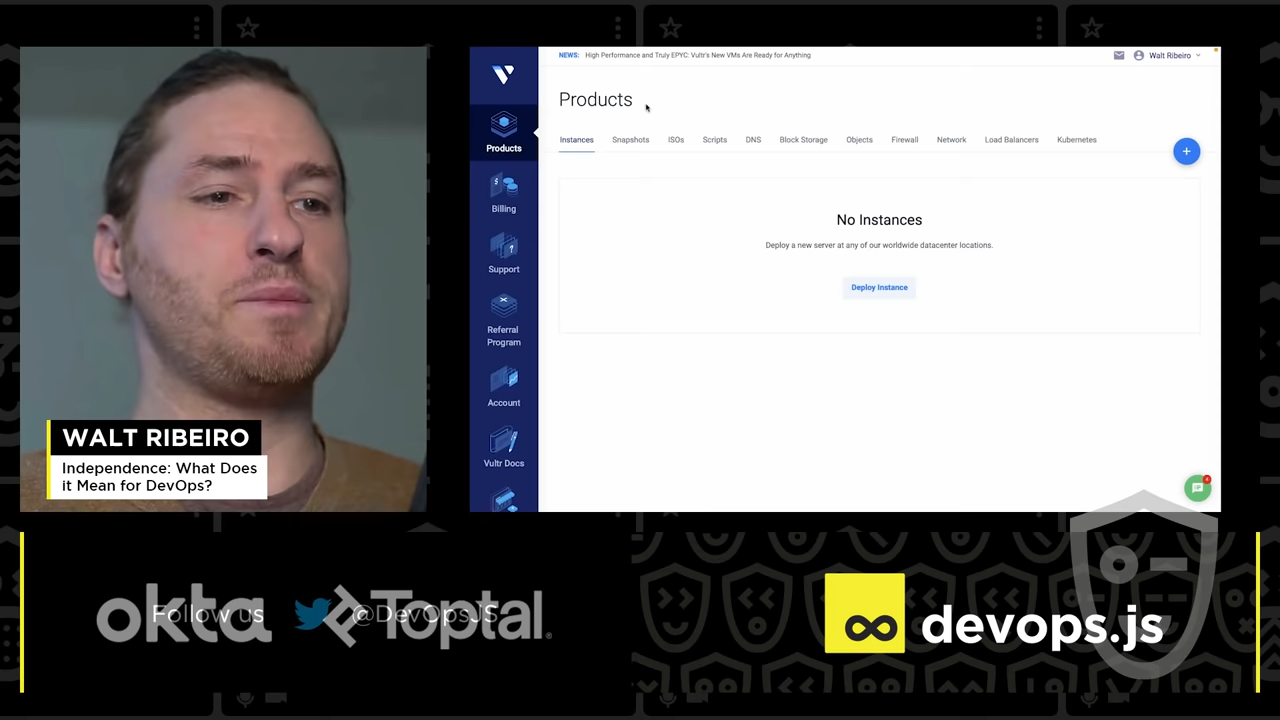 WALT RIBEIRO
Independence: What Does
it Mean for DevOps?
NEWS: High Performance and Truly EPYC: Vultr's New VMs Are Ready for Anything
Walt Ribeiro
Products
Instances Snapshots ISOs Scripts DNS Block Storage Objects Firewall Network Load Balancers Kubernetes
+
No Instances
Deploy a new server at any of our worldwide datacenter locations.
Deploy Instance
Products
Billing
Support
Referral
Program
Account
Vultr Docs
4
okta
Follow us @DevOpsJS
Toptal
devops.js